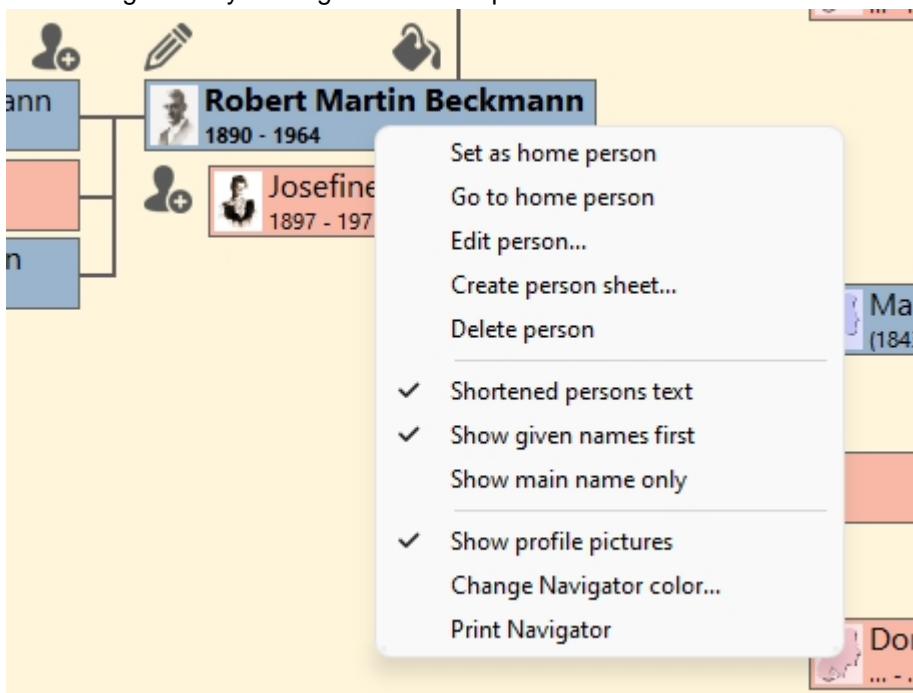 ann
Robert Martin Beckmann
1890 - 1964
Josefine
1897 - 197
n
Set as home person
Go to home person
Edit person...
Create person sheet...
Delete person
Shortened persons text
Show given names first
Show main name only
Show profile pictures
Change Navigator color...
Print Navigator
Ma
(184
Dor
... - .